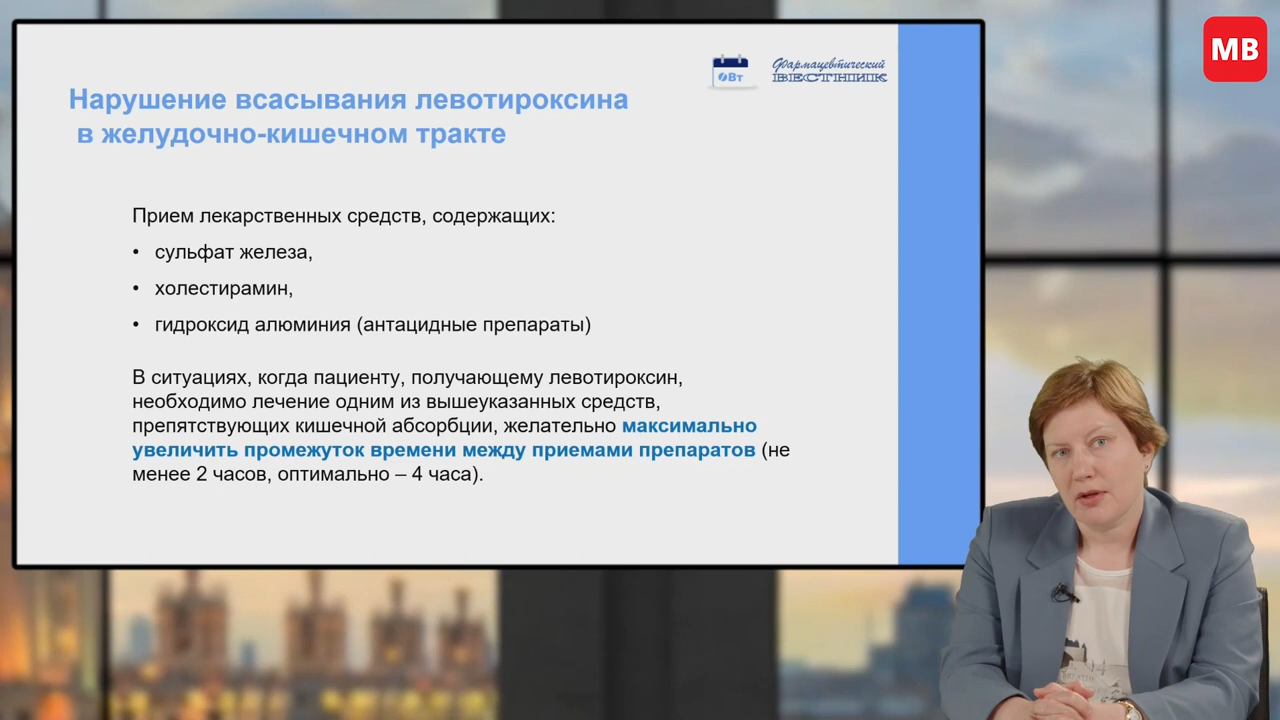 МВ
ФВт
Фармацевтический
ВЕСТНИК
Нарушение всасывания левотироксина
в желудочно-кишечном тракте
Прием лекарственных средств, содержащих:
• сульфат железа,
• холестирамин,
• гидроксид алюминия (антацидные препараты)
В ситуациях, когда пациенту, получающему левотироксин,
необходимо лечение одним из вышеуказанных средств,
препятствующих кишечной абсорбции, желательно максимально
увеличить промежуток времени между приемами препаратов (не
менее 2 часов, оптимально – 4 часа).